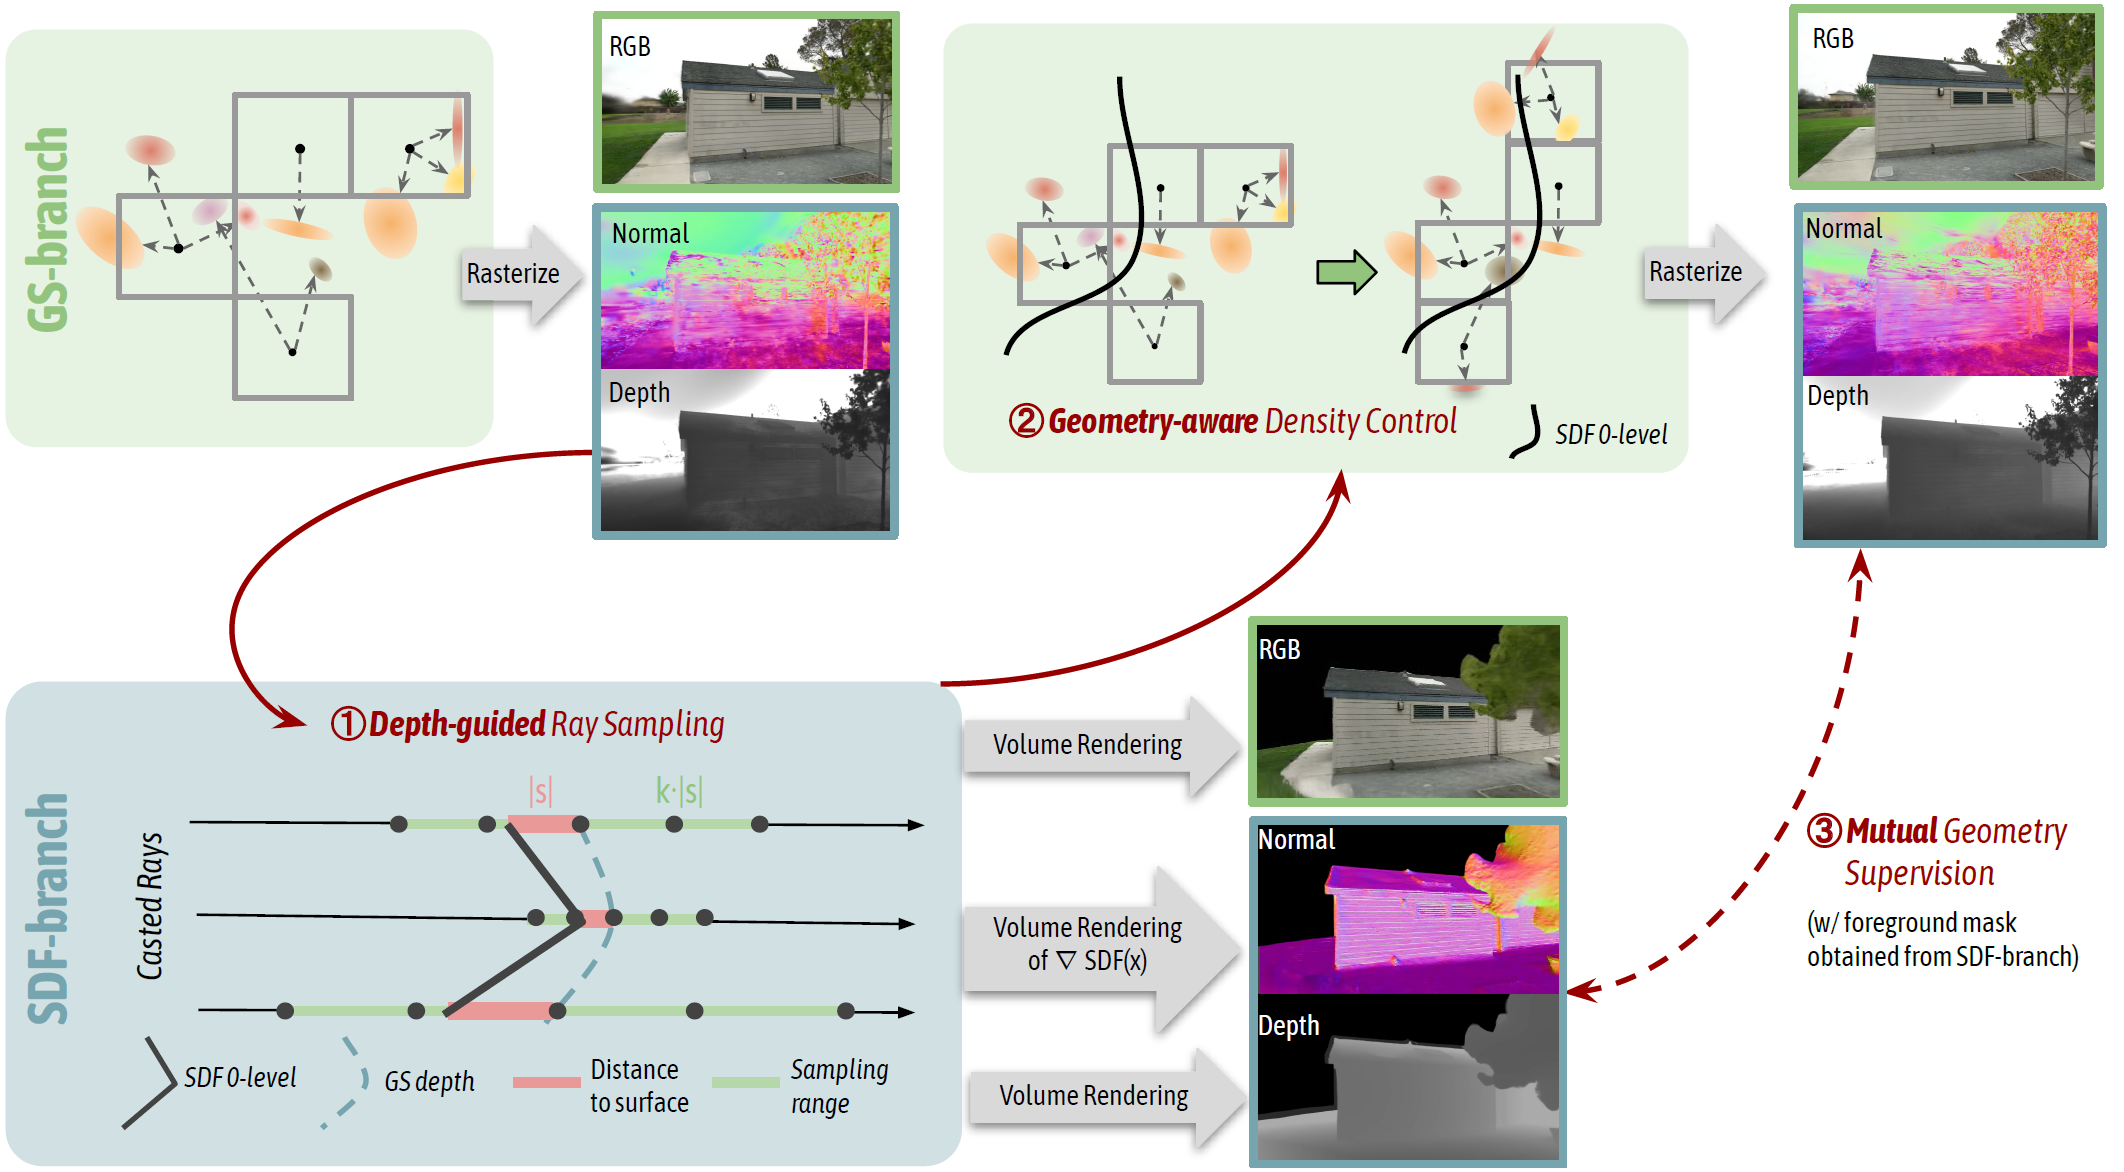 GS-branch
Rasterize
RGB
Normal
Depth
② Geometry-aware Density Control
SDF 0-level
Rasterize
RGB
Normal
Depth
SDF-branch
① Depth-guided Ray Sampling
|s|
k·|s|
Casted Rays
SDF 0-level
GS depth
Distance
to surface
Sampling
range
Volume Rendering
Volume Rendering
of ▽ SDF(x)
Volume Rendering
RGB
Normal
Depth
③ Mutual Geometry
Supervision
(w/ foreground mask
obtained from SDF-branch)